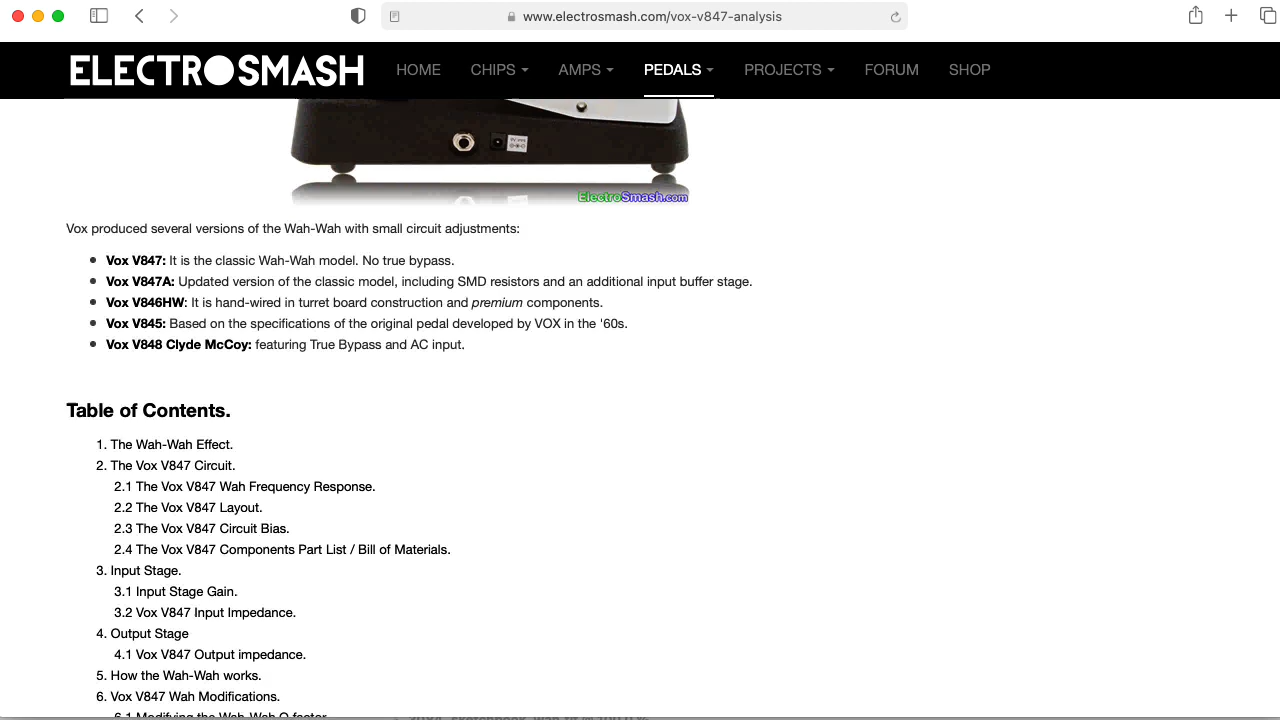 www.electrosmash.com/vox-v847-analysis
ELECTROSMASH HOME CHIPS AMPS PEDALS PROJECTS FORUM SHOP
ElectroSmash.com
Vox produced several versions of the Wah-Wah with small circuit adjustments:
Vox V847: It is the classic Wah-Wah model. No true bypass.
Vox V847A: Updated version of the classic model, including SMD resistors and an additional input buffer stage.
Vox V846HW: It is hand-wired in turret board construction and premium components.
Vox V845: Based on the specifications of the original pedal developed by VOX in the '60s.
Vox V848 Clyde McCoy: featuring True Bypass and AC input.
Table of Contents.
1. The Wah-Wah Effect.
2. The Vox V847 Circuit.
2.1 The Vox V847 Wah Frequency Response.
2.2 The Vox V847 Layout.
2.3 The Vox V847 Circuit Bias.
2.4 The Vox V847 Components Part List / Bill of Materials.
3. Input Stage.
3.1 Input Stage Gain.
3.2 Vox V847 Input Impedance.
4. Output Stage
4.1 Vox V847 Output impedance.
5. How the Wah-Wah works.
6. Vox V847 Wah Modifications.
6.1 Modifying the Wah-Wah Q factor